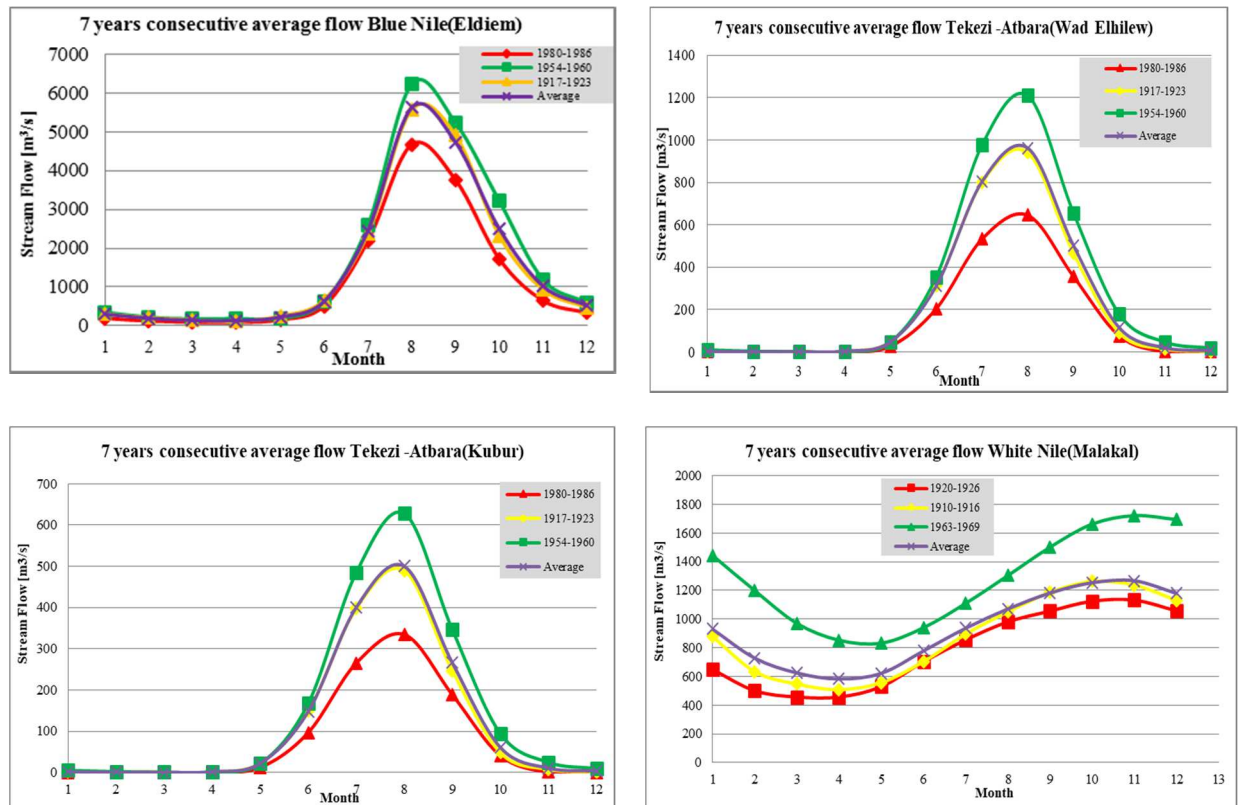 7 years consecutive average flow Blue Nile(Eldiem)
1980-1986
1954-1960
1917-1923
Average
Stream Flow [m³/s]
7000
6000
5000
4000
3000
2000
1000
0
1 2 3 4 5 6 7 8 9 10 11 12
Month
7 years consecutive average flow Tekezi -Atbara(Wad Elhilew)
1980-1986
1917-1923
1954-1960
Average
Stream Flow [m3/s]
1400
1200
1000
800
600
400
200
0
1 2 3 4 5 6 7 8 9 10 11 12
Month
7 years consecutive average flow Tekezi -Atbara(Kubur)
1980-1986
1917-1923
1954-1960
Average
Stream Flow [m3/s]
700
600
500
400
300
200
100
0
1 2 3 4 5 6 7 8 9 10 11 12
Month
7 years consecutive average flow White Nile(Malakal)
1920-1926
1910-1916
1963-1969
Average
Stream Flow [m3/s]
2000
1800
1600
1400
1200
1000
800
600
400
200
0
1 2 3 4 5 6 7 8 9 10 11 12 13
Month